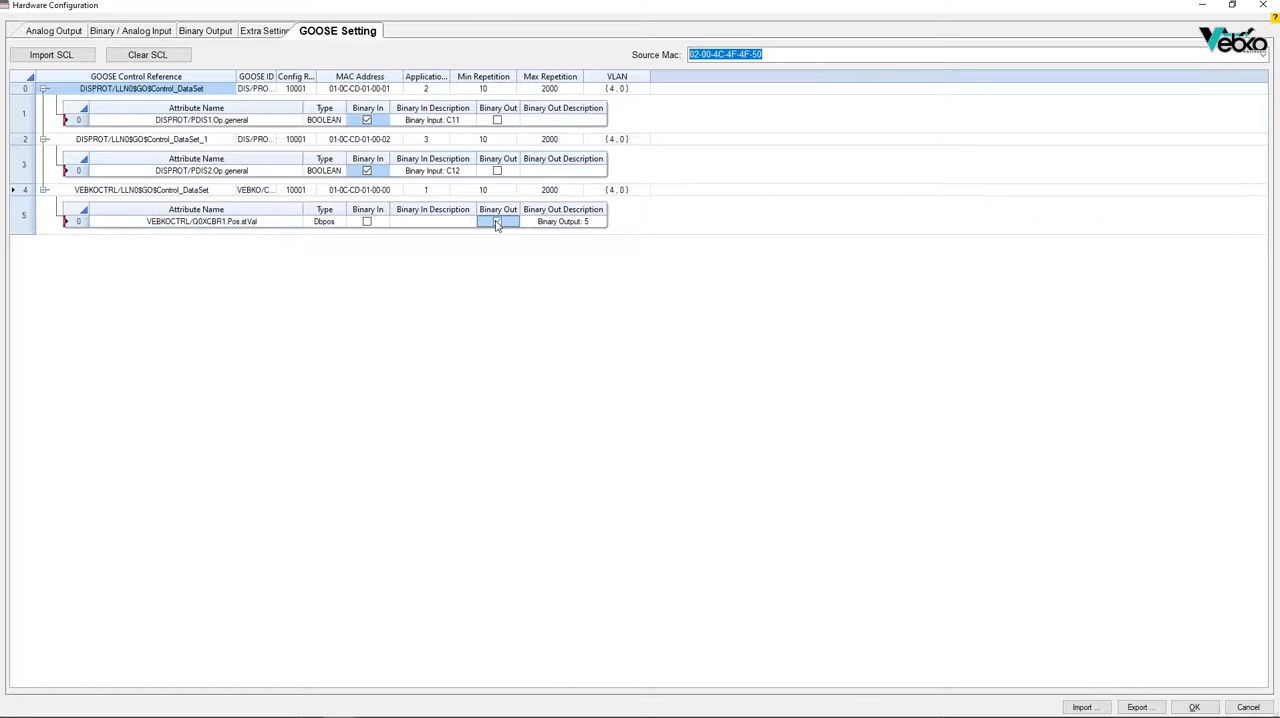 Hardware Configuration
?
Analog Output Binary / Analog Input Binary Output Extra Setting GOOSE Setting
Vebko
Import SCL Clear SCL Source Mac: 02-00-4C-4F-4F-50
GOOSE Control Reference GOOSE ID Config R... MAC Address Applicatio... Min Repetition Max Repetition VLAN
0 DISPROT/LLN0$GO$Control_DataSet DIS/PRO... 10001 01-0C-CD-01-00-01 2 10 2000 { 4 , 0 }
Attribute Name Type Binary In Binary In Description Binary Out Binary Out Description
1
0 DISPROT/PDIS1.Op.general BOOLEAN Binary Input: C11
2 DISPROT/LLN0$GO$Control_DataSet_1 DIS/PRO... 10001 01-0C-CD-01-00-02 3 10 2000 { 4 , 0 }
Attribute Name Type Binary In Binary In Description Binary Out Binary Out Description
3
0 DISPROT/PDIS2.Op.general BOOLEAN Binary Input: C12
4 VEBKOCTRL/LLN0$GO$Control_DataSet VEBKO/C... 10001 01-0C-CD-01-00-00 1 10 2000 { 4 , 0 }
Attribute Name Type Binary In Binary In Description Binary Out Binary Out Description
5
0 VEBKOCTRL/Q0XCBR1.Pos.stVal Dbpos Binary Output: 5
Import ... Export ... OK Cancel